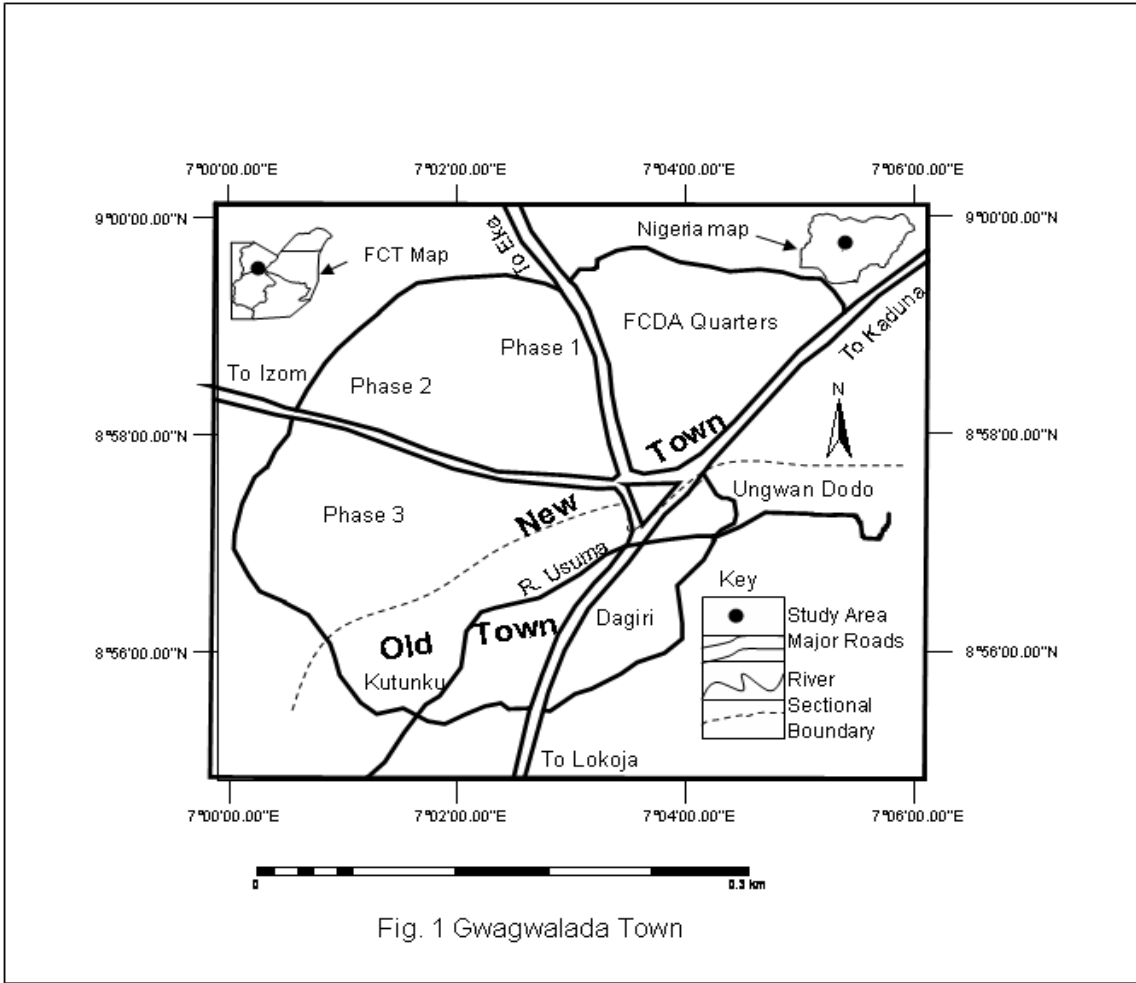 7°00'00.00"E 7°02'00.00"E 7°04'00.00"E 7°06'00.00"E
9°00'00.00"N 9°00'00.00"N
To Eke
Nigeria map
FCT Map
FCDA Quarters
Phase 1
To Kaduna
To Izom
Phase 2
N
Town
8°58'00.00"N 8°58'00.00"N
Ungwan Dodo
New
Phase 3
R. Usuma
Key
Dagiri
Study Area
Old Town
Major Roads
8°56'00.00"N 8°56'00.00"N
Kutunku
River
Sectional
Boundary
To Lokoja
7°00'00.00"E 7°02'00.00"E 7°04'00.00"E 7°06'00.00"E
0 0.3 km
Fig. 1 Gwagwalada Town